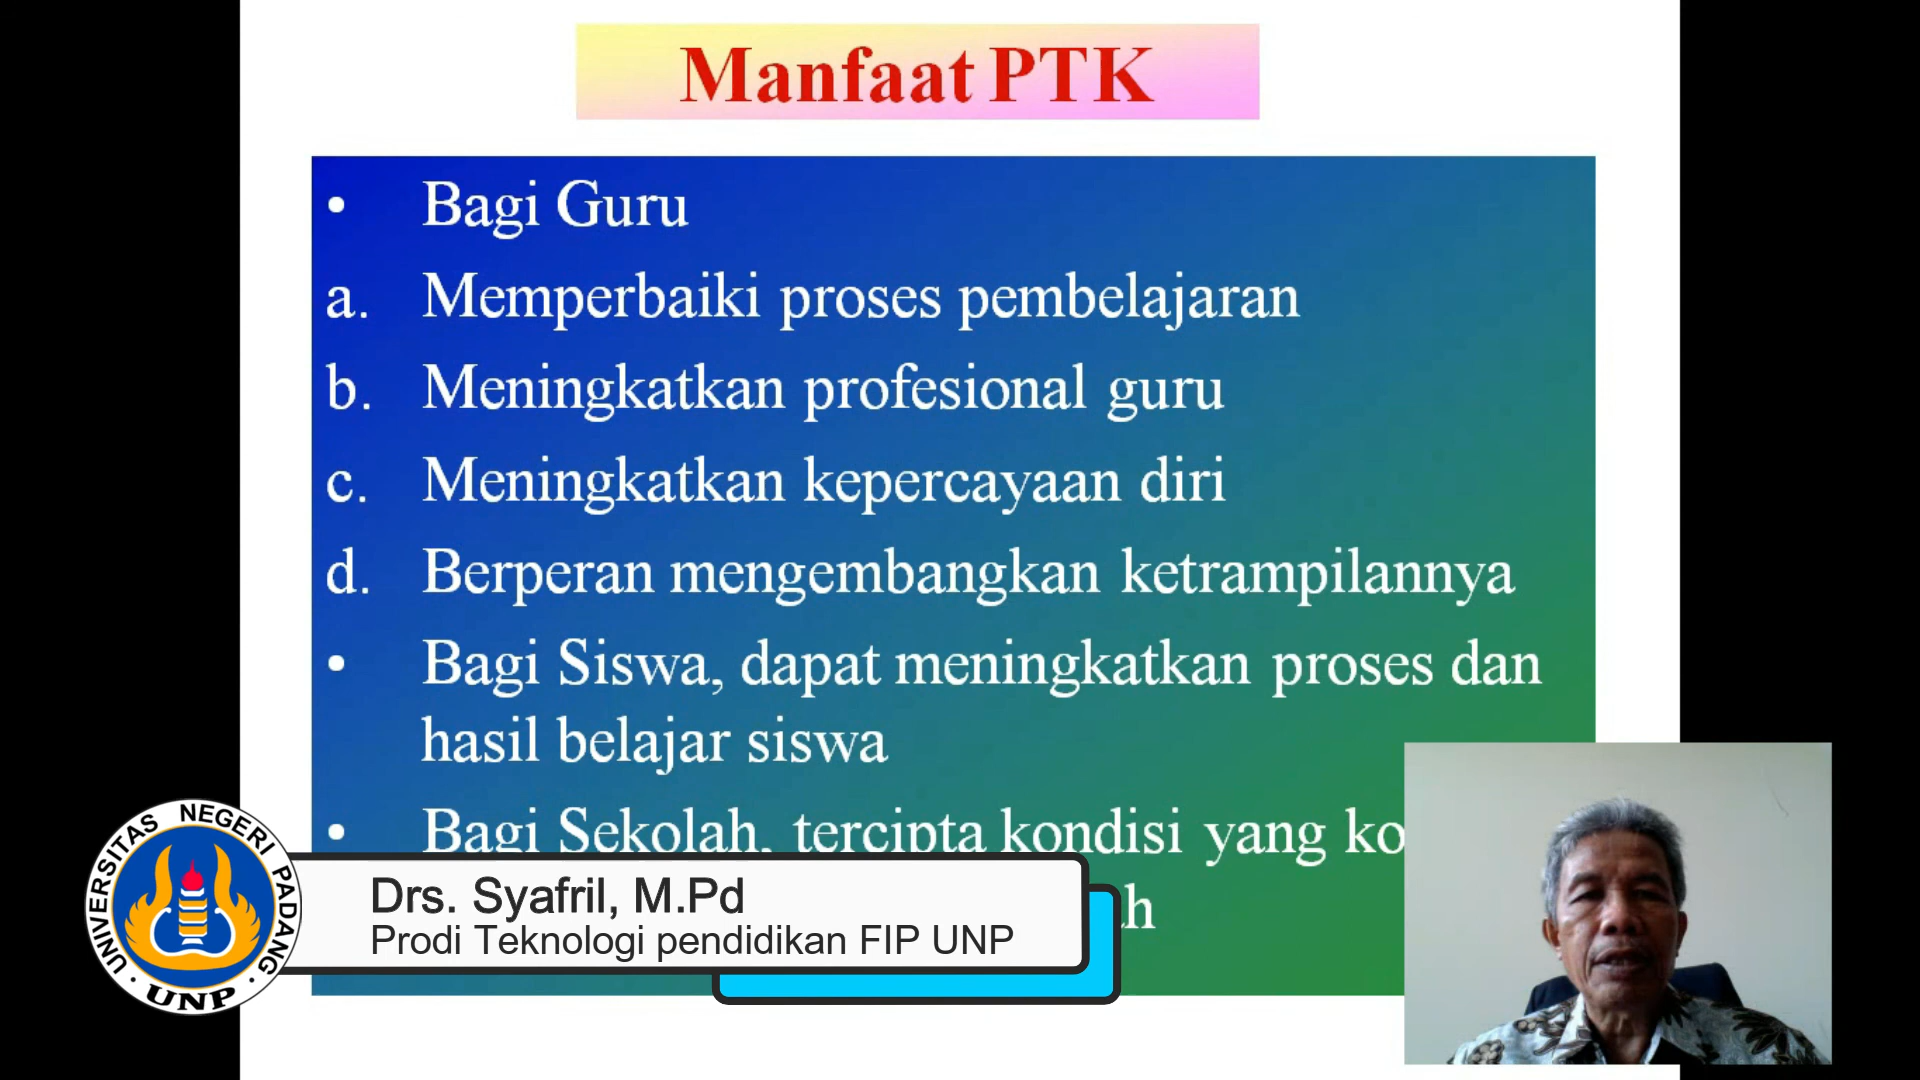 Manfaat PTK
• Bagi Guru
a. Memperbaiki proses pembelajaran
b. Meningkatkan profesional guru
c. Meningkatkan kepercayaan diri
d. Berperan mengembangkan ketrampilannya
• Bagi Siswa, dapat meningkatkan proses dan
hasil belajar siswa
• Bagi Sekolah, tercipta kondisi yang
Drs. Syafril, M.Pd
Prodi Teknologi pendidikan FIP UNP
UNIVERSITAS NEGERI PADANG
UNP